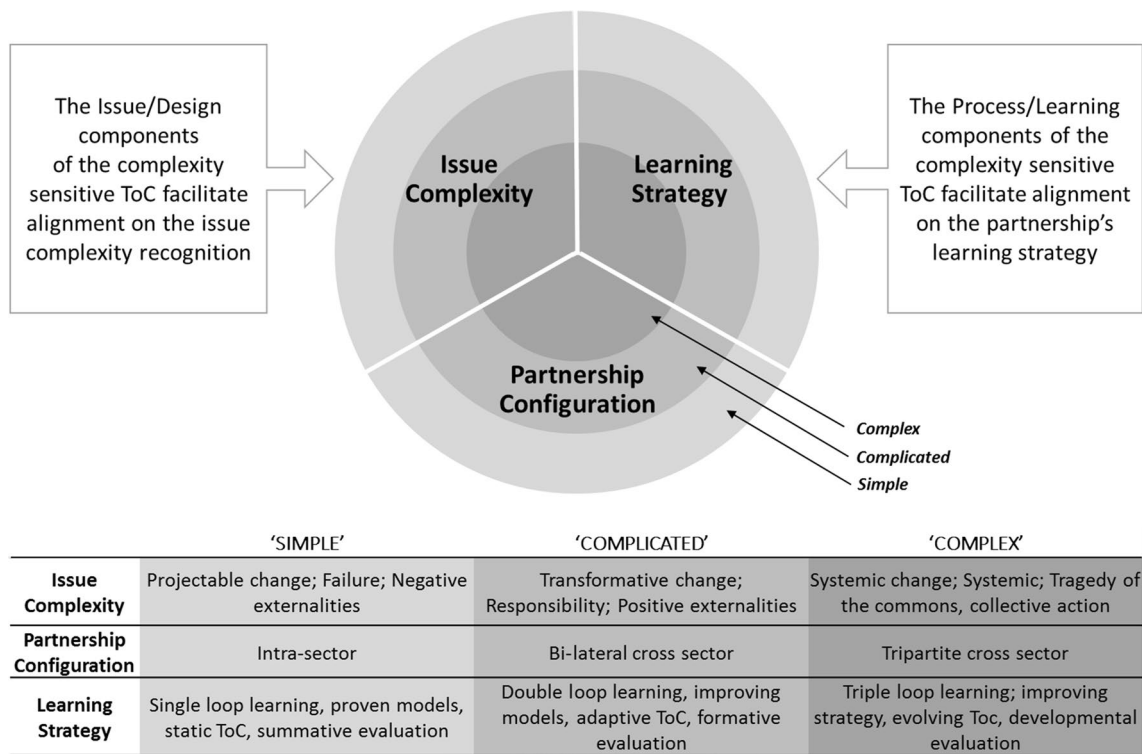 The Issue/Design
components
of the complexity
sensitive ToC facilitate
alignment on the issue
complexity recognition
Issue
Complexity
Learning
Strategy
Partnership
Configuration
The Process/Learning
components of the
complexity sensitive
ToC facilitate alignment
on the partnership's
learning strategy
Complex
Complicated
Simple
'SIMPLE' 'COMPLICATED' 'COMPLEX'
Issue
Complexity
Projectable change; Failure; Negative
externalities
Transformative change;
Responsibility; Positive externalities
Systemic change; Systemic; Tragedy of
the commons, collective action
Partnership
Configuration
Intra-sector
Bi-lateral cross sector
Tripartite cross sector
Learning
Strategy
Single loop learning, proven models,
static ToC, summative evaluation
Double loop learning, improving
models, adaptive ToC, formative
evaluation
Triple loop learning; improving
strategy, evolving Toc, developmental
evaluation